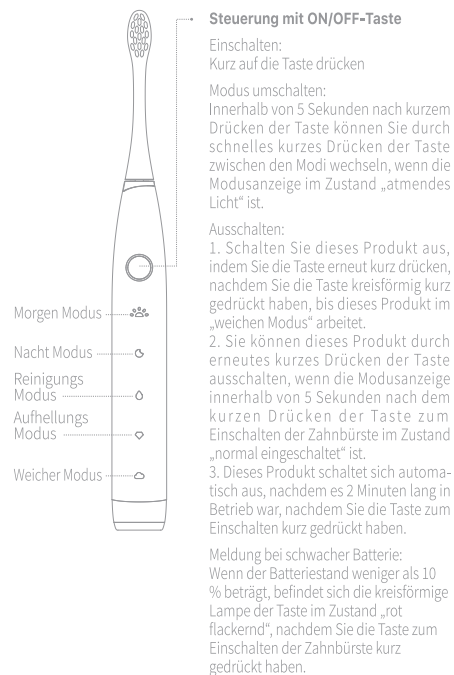 Steuerung mit ON/OFF-Taste
Einschalten:
Kurz auf die Taste drücken
Modus umschalten:
Innerhalb von 5 Sekunden nach kurzem
Drücken der Taste können Sie durch
schnelles kurzes Drücken der Taste
zwischen den Modi wechseln, wenn die
Modusanzeige im Zustand „atmendes
Licht“ ist.
Ausschalten:
1. Schalten Sie dieses Produkt aus,
indem Sie die Taste erneut kurz drücken,
nachdem Sie die Taste kreisförmig kurz
gedrückt haben, bis dieses Produkt im
„weichen Modus“ arbeitet.
2. Sie können dieses Produkt durch
erneutes kurzes Drücken der Taste
ausschalten, wenn die Modusanzeige
innerhalb von 5 Sekunden nach dem
kurzen Drücken der Taste zum
Einschalten der Zahnbürste im Zustand
„normal eingeschaltet“ ist.
3. Dieses Produkt schaltet sich automa-
tisch aus, nachdem es 2 Minuten lang in
Betrieb war, nachdem Sie die Taste zum
Einschalten kurz gedrückt haben.
Meldung bei schwacher Batterie:
Wenn der Batteriestand weniger als 10
% beträgt, befindet sich die kreisförmige
Lampe der Taste im Zustand „rot
flackernd“, nachdem Sie die Taste zum
Einschalten der Zahnbürste kurz
gedrückt haben.
Morgen Modus
Nacht Modus
Reinigungs
Modus
Aufhellungs
Modus
Weicher Modus